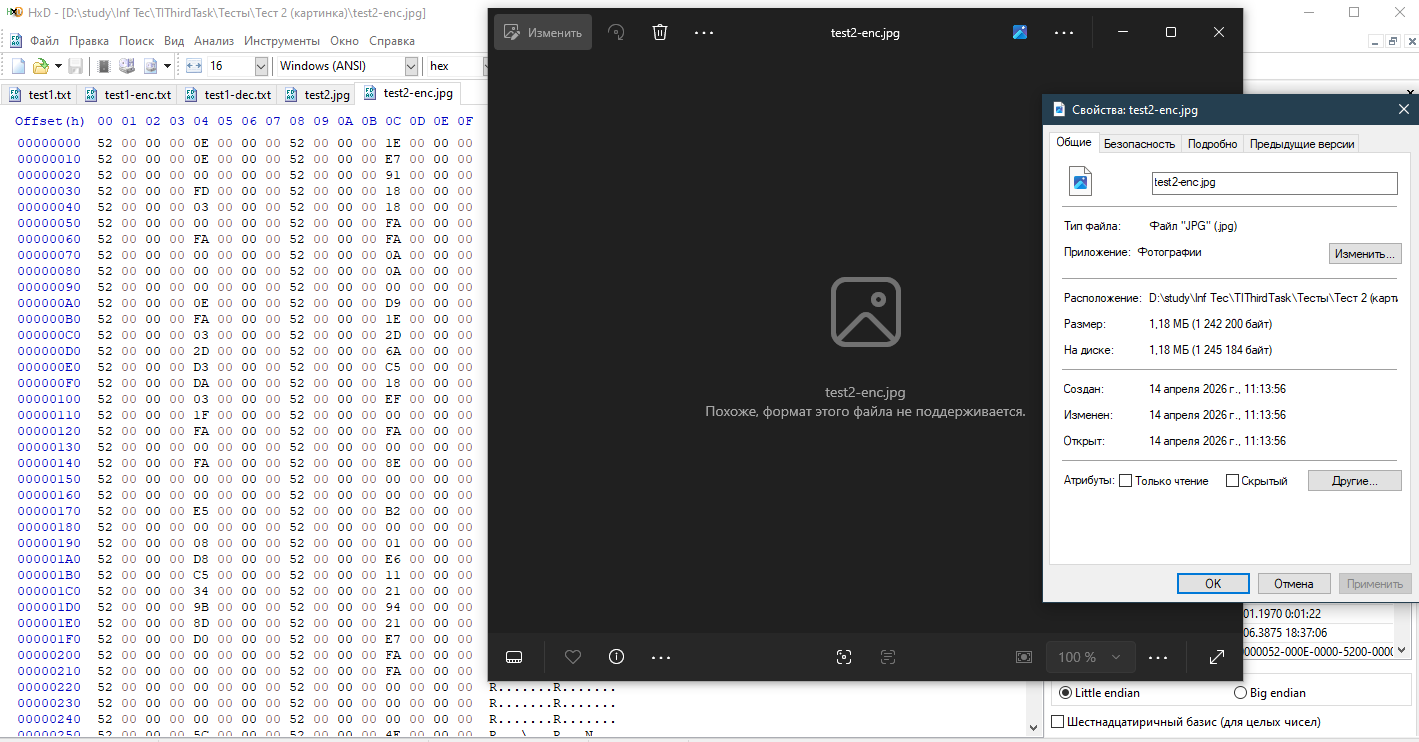 HxD - [D:\study\Inf Tec\TIThirdTask\Тесты\Тест 2 (картинка)\test2-enc.jpg]
Файл Правка Поиск Вид Анализ Инструменты Окно Справка
16 Windows (ANSI) hex
test1.txt test1-enc.txt test1-dec.txt test2.jpg test2-enc.jpg
Offset(h) 00 01 02 03 04 05 06 07 08 09 0A 0B 0C 0D 0E 0F
00000000 52 00 00 00 0E 00 00 00 52 00 00 00 1E 00 00 00
00000010 52 00 00 00 0E 00 00 00 52 00 00 00 E7 00 00 00
00000020 52 00 00 00 00 00 00 00 52 00 00 00 91 00 00 00
00000030 52 00 00 00 FD 00 00 00 52 00 00 00 18 00 00 00
00000040 52 00 00 00 03 00 00 00 52 00 00 00 18 00 00 00
00000050 52 00 00 00 00 00 00 00 52 00 00 00 FA 00 00 00
00000060 52 00 00 00 FA 00 00 00 52 00 00 00 FA 00 00 00
00000070 52 00 00 00 00 00 00 00 52 00 00 00 0A 00 00 00
00000080 52 00 00 00 00 00 00 00 52 00 00 00 0A 00 00 00
00000090 52 00 00 00 00 00 00 00 52 00 00 00 00 00 00 00
000000A0 52 00 00 00 0E 00 00 00 52 00 00 00 D9 00 00 00
000000B0 52 00 00 00 FA 00 00 00 52 00 00 00 1E 00 00 00
000000C0 52 00 00 00 03 00 00 00 52 00 00 00 2D 00 00 00
000000D0 52 00 00 00 2D 00 00 00 52 00 00 00 6A 00 00 00
000000E0 52 00 00 00 D3 00 00 00 52 00 00 00 C5 00 00 00
000000F0 52 00 00 00 DA 00 00 00 52 00 00 00 18 00 00 00
00000100 52 00 00 00 03 00 00 00 52 00 00 00 EF 00 00 00
00000110 52 00 00 00 1F 00 00 00 52 00 00 00 00 00 00 00
00000120 52 00 00 00 FA 00 00 00 52 00 00 00 FA 00 00 00
00000130 52 00 00 00 00 00 00 00 52 00 00 00 00 00 00 00
00000140 52 00 00 00 FA 00 00 00 52 00 00 00 8E 00 00 00
00000150 52 00 00 00 00 00 00 00 52 00 00 00 00 00 00 00
00000160 52 00 00 00 00 00 00 00 52 00 00 00 00 00 00 00
00000170 52 00 00 00 E5 00 00 00 52 00 00 00 B2 00 00 00
00000180 52 00 00 00 00 00 00 00 52 00 00 00 00 00 00 00
00000190 52 00 00 00 08 00 00 00 52 00 00 00 01 00 00 00
000001A0 52 00 00 00 D8 00 00 00 52 00 00 00 E6 00 00 00
000001B0 52 00 00 00 C5 00 00 00 52 00 00 00 11 00 00 00
000001C0 52 00 00 00 34 00 00 00 52 00 00 00 21 00 00 00
000001D0 52 00 00 00 9B 00 00 00 52 00 00 00 94 00 00 00
000001E0 52 00 00 00 8D 00 00 00 52 00 00 00 21 00 00 00
000001F0 52 00 00 00 D0 00 00 00 52 00 00 00 E7 00 00 00
00000200 52 00 00 00 00 00 00 00 52 00 00 00 FA 00 00 00
00000210 52 00 00 00 00 00 00 00 52 00 00 00 FA 00 00 00
00000220 52 00 00 00 00 00 00 00 52 00 00 00 00 00 00 00 R.......R.......
00000230 52 00 00 00 00 00 00 00 52 00 00 00 00 00 00 00 R.......R.......
00000240 52 00 00 00 00 00 00 00 52 00 00 00 00 00 00 00 R.......R.......
00000250 52 00 00 00 5C 00 00 00 52 00 00 00 4E 00 00 00 R...\...R...N...
Изменить
test2-enc.jpg
test2-enc.jpg
Похоже, формат этого файла не поддерживается.
100 %
Свойства: test2-enc.jpg
Общие Безопасность Подробно Предыдущие версии
test2-enc.jpg
Тип файла: Файл "JPG" (.jpg)
Приложение: Фотографии Изменить...
Расположение: D:\study\Inf Tec\TIThirdTask\Тесты\Тест 2 (карти
Размер: 1,18 МБ (1 242 200 байт)
На диске: 1,18 МБ (1 245 184 байт)
Создан: 14 апреля 2026 г., 11:13:56
Изменен: 14 апреля 2026 г., 11:13:56
Открыт: 14 апреля 2026 г., 11:13:56
Атрибуты: Только чтение Скрытый Другие...
OK Отмена Применить
01.1970 0:01:22
06.3875 18:37:06
0000052-000E-0000-5200-0000
Little endian Big endian
Шестнадцатиричный базис (для целых чисел)